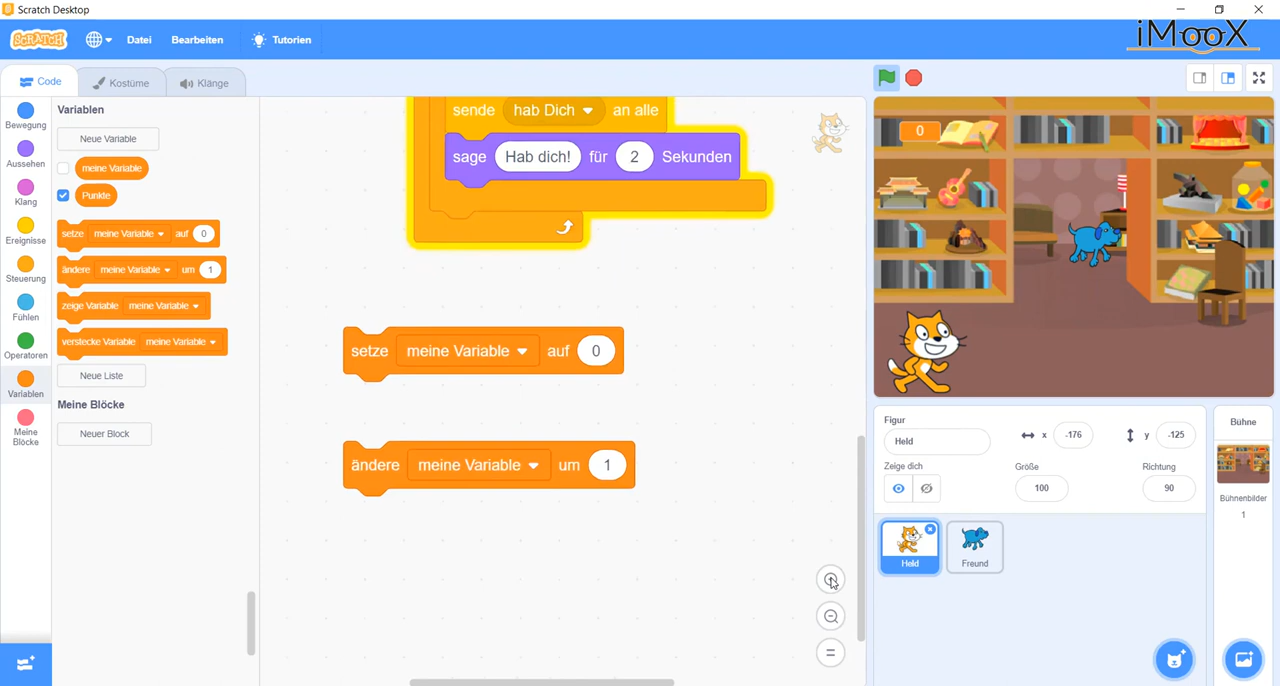 Scratch Desktop
SCRATCH
Datei
Bearbeiten
Tutorien
iMooX
Code
Kostüme
Klänge
Bewegung
Aussehen
Klang
Ereignisse
Steuerung
Fühlen
Operatoren
Variablen
Meine
Blöcke
Variablen
Neue Variable
meine Variable
Punkte
setze meine Variable auf 0
ändere meine Variable um 1
zeige Variable meine Variable
verstecke Variable meine Variable
Neue Liste
Meine Blöcke
Neuer Block
sende hab Dich an alle
sage Hab dich! für 2 Sekunden
setze meine Variable auf 0
ändere meine Variable um 1
0
Figur
Held
x -176
y -125
Zeige dich
Größe
100
Richtung
90
Held
Freund
Bühne
Bühnenbilder
1